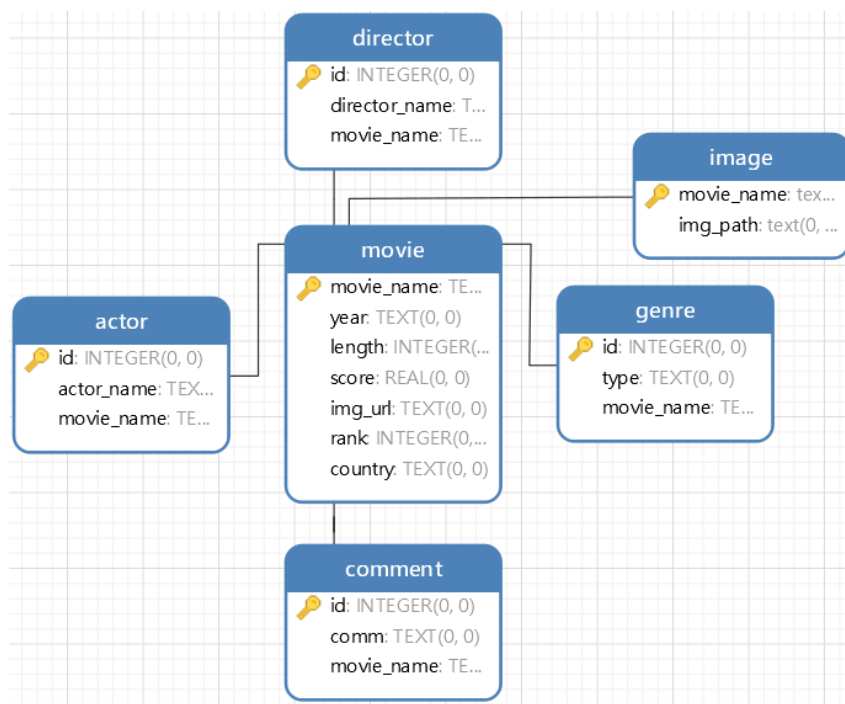 director
id: INTEGER(0, 0)
director_name: T...
movie_name: TE...
image
movie_name: tex...
img_path: text(0, ...
movie
movie_name: TE...
year: TEXT(0, 0)
length: INTEGER(...
score: REAL(0, 0)
img_url: TEXT(0, 0)
rank: INTEGER(0,...
country: TEXT(0, 0)
actor
id: INTEGER(0, 0)
actor_name: TEX...
movie_name: TE...
genre
id: INTEGER(0, 0)
type: TEXT(0, 0)
movie_name: TE...
comment
id: INTEGER(0, 0)
comm: TEXT(0, 0)
movie_name: TE...